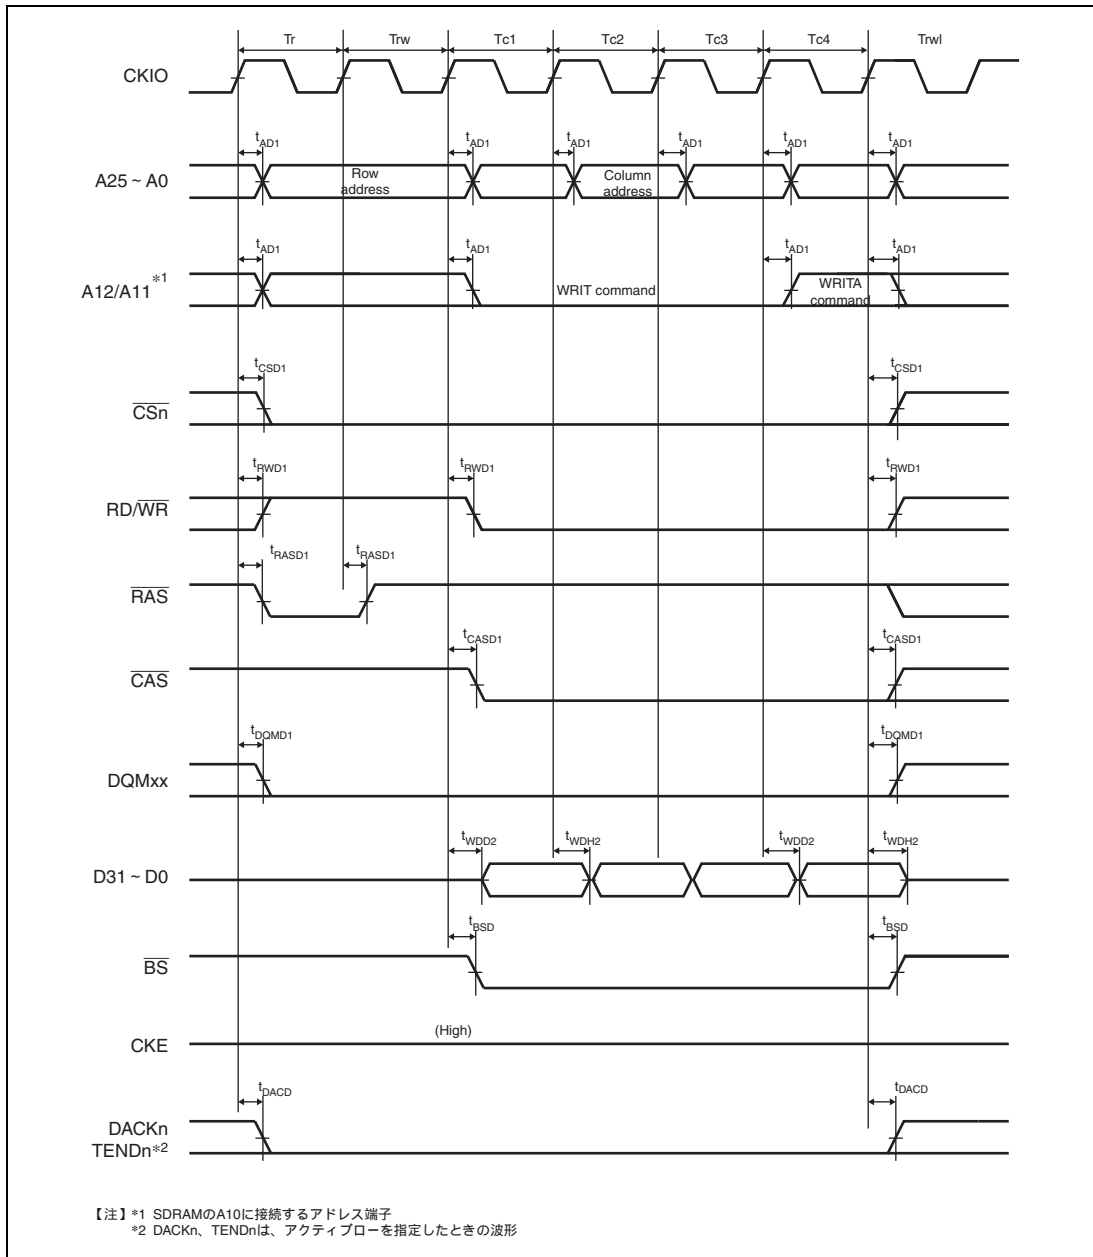 Tr Trw Tc1 Tc2 Tc3 Tc4 Trwl
CKIO
tAD1 tAD1 tAD1 tAD1 tAD1 tAD1
A25 ~ A0
Row
address
Column
address
tAD1 tAD1 tAD1 tAD1
A12/A11*1
WRIT command
WRITA
command
tCSD1 tCSD1
CSn
tRWD1 tRWD1 tRWD1
RD/WR
tRASD1 tRASD1
RAS
tCASD1 tCASD1
CAS
tDQMD1 tDQMD1
DQMxx
tWDD2 tWDH2 tWDD2 tWDH2
D31 ~ D0
tBSD tBSD
BS
(High)
CKE
tDACD tDACD
DACKn
TENDn*2
【注】*1 SDRAMのA10に接続するアドレス端子
*2 DACKn、TENDnは、アクティブローを指定したときの波形